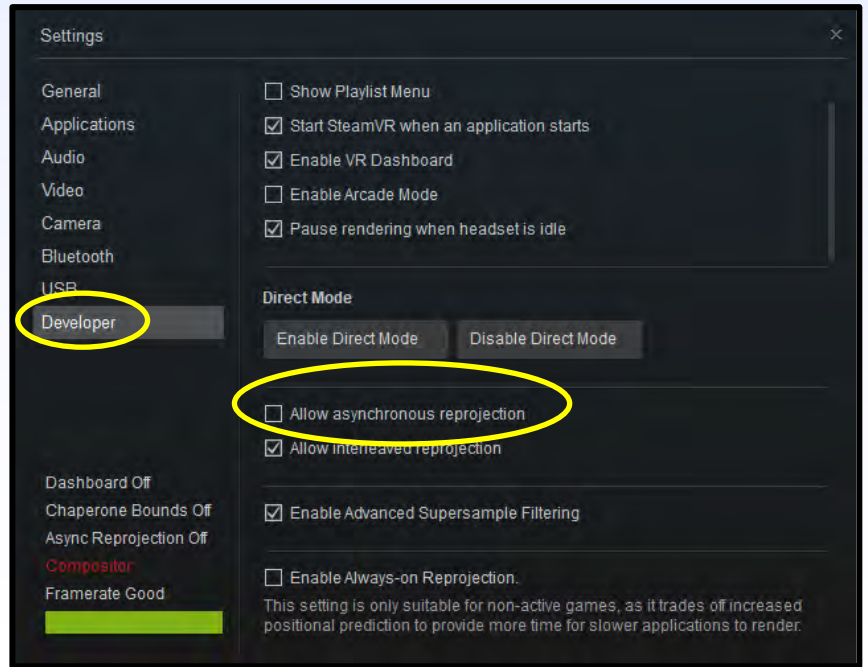 Settings
General
Applications
Audio
Video
Camera
Bluetooth
USB
Developer
Dashboard Off
Chaperone Bounds Off
Async Reprojection Off
Compositor
Framerate Good
Show Playlist Menu
Start SteamVR when an application starts
Enable VR Dashboard
Enable Arcade Mode
Pause rendering when headset is idle
Direct Mode
Enable Direct Mode Disable Direct Mode
Allow asynchronous reprojection
Allow interleaved reprojection
Enable Advanced Supersample Filtering
Enable Always-on Reprojection.
This setting is only suitable for non-active games, as it trades off increased
positional prediction to provide more time for slower applications to render.